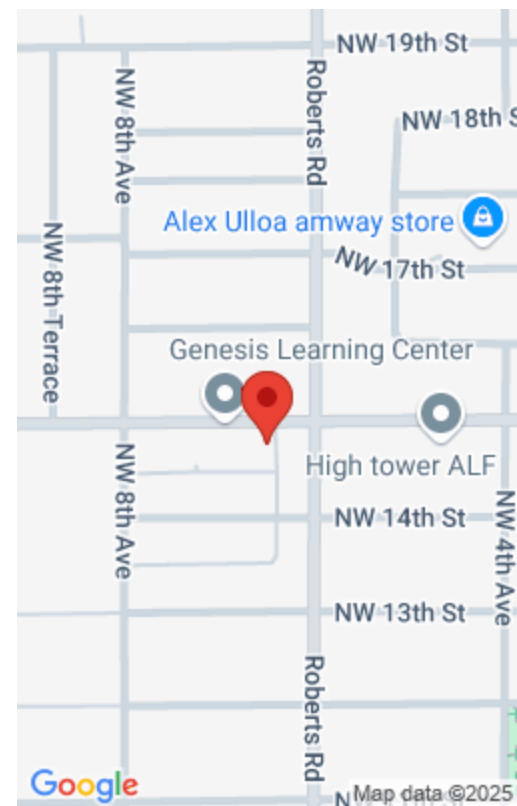 NW 19th St
NW 8th Ave
Roberts Rd
NW 18th S
Alex Ulloa amway store
NW 17th St
NW 8th Terrace
Genesis Learning Center
High tower ALF
NW 8th Ave
NW 14th St
NW 4th Ave
NW 13th St
Roberts Rd
Google
Map data ©2025